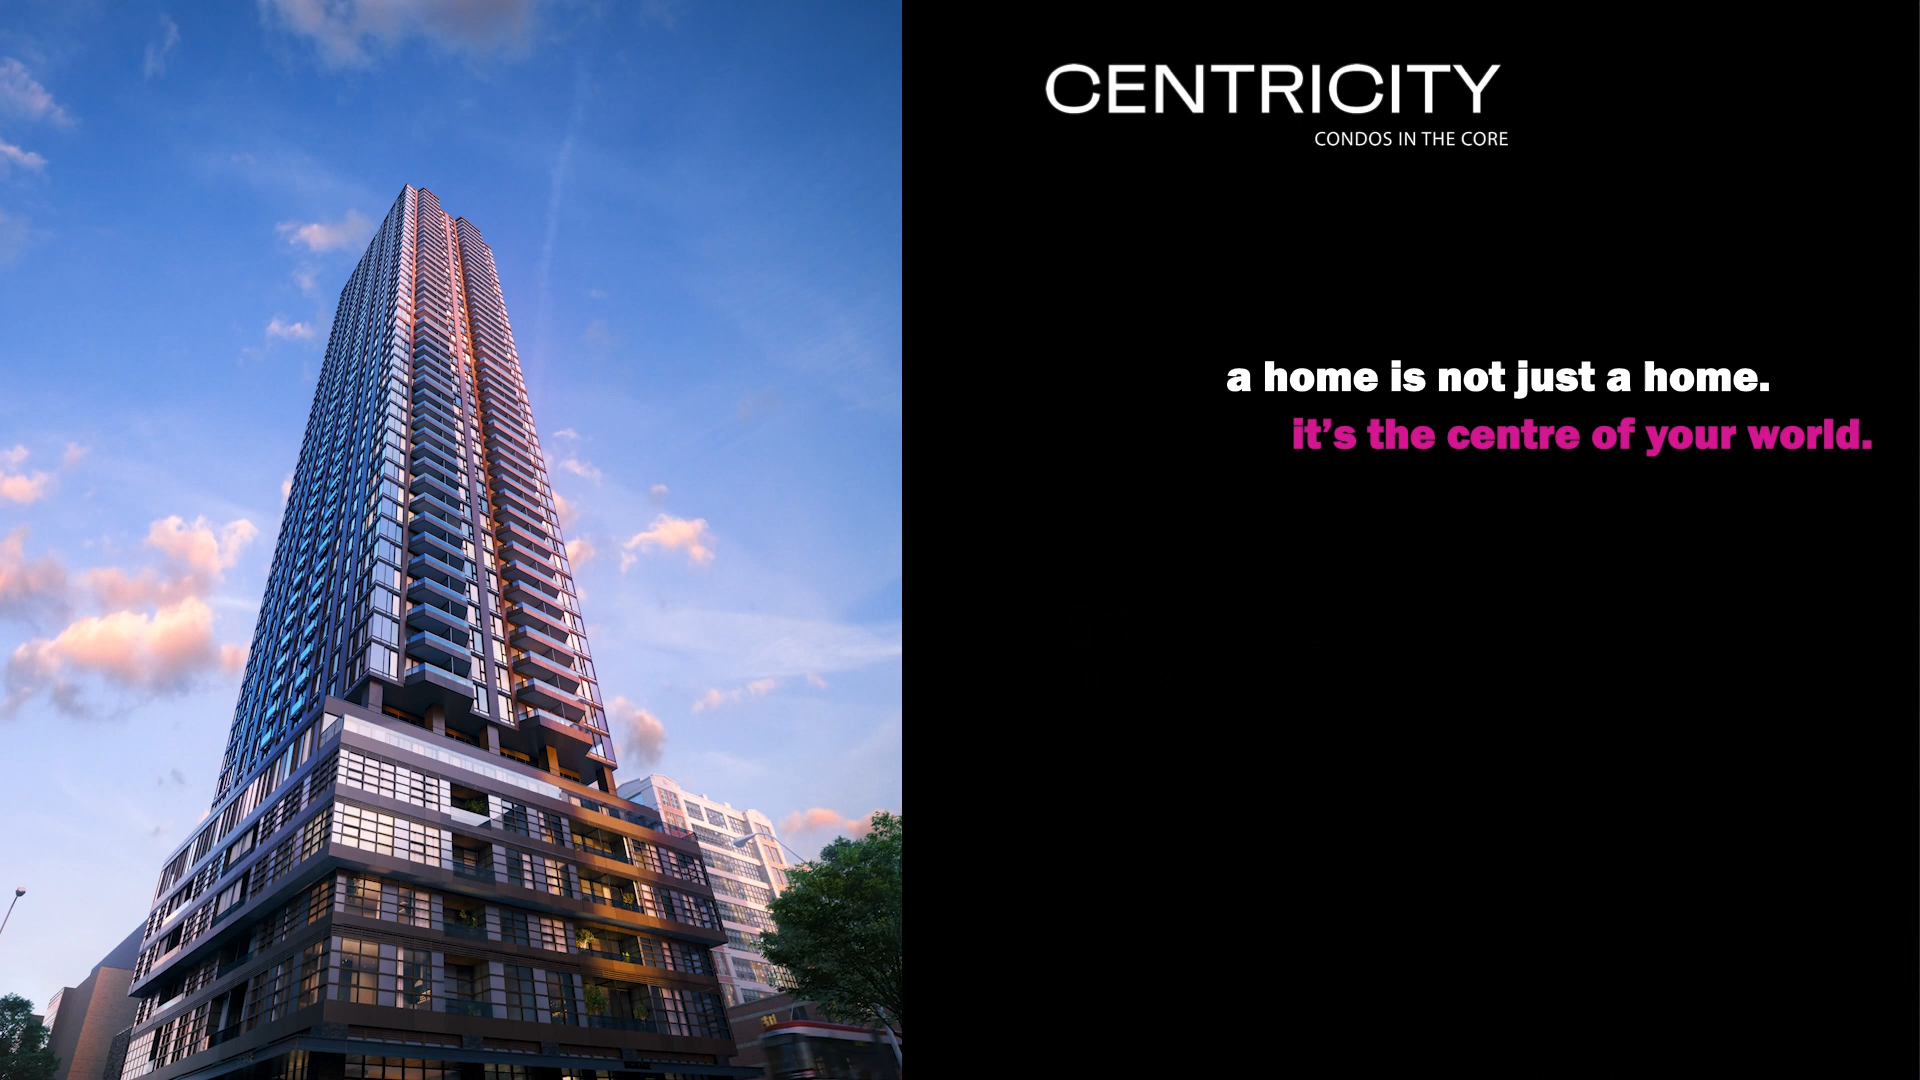 CENTRICITY
CONDOS IN THE CORE
a home is not just a home.
it’s the centre of your world.